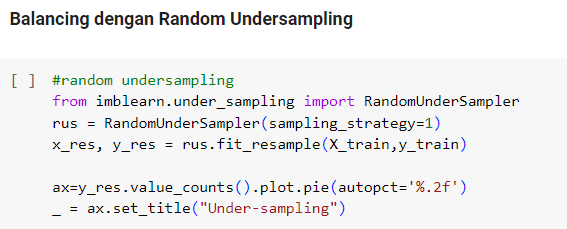 Balancing dengan Random Undersampling
[ ] #random undersampling
from imblearn.under_sampling import RandomUnderSampler
rus = RandomUnderSampler(sampling_strategy=1)
x_res, y_res = rus.fit_resample(X_train,y_train)
ax=y_res.value_counts().plot.pie(autopct='%.2f')
_ = ax.set_title("Under-sampling")